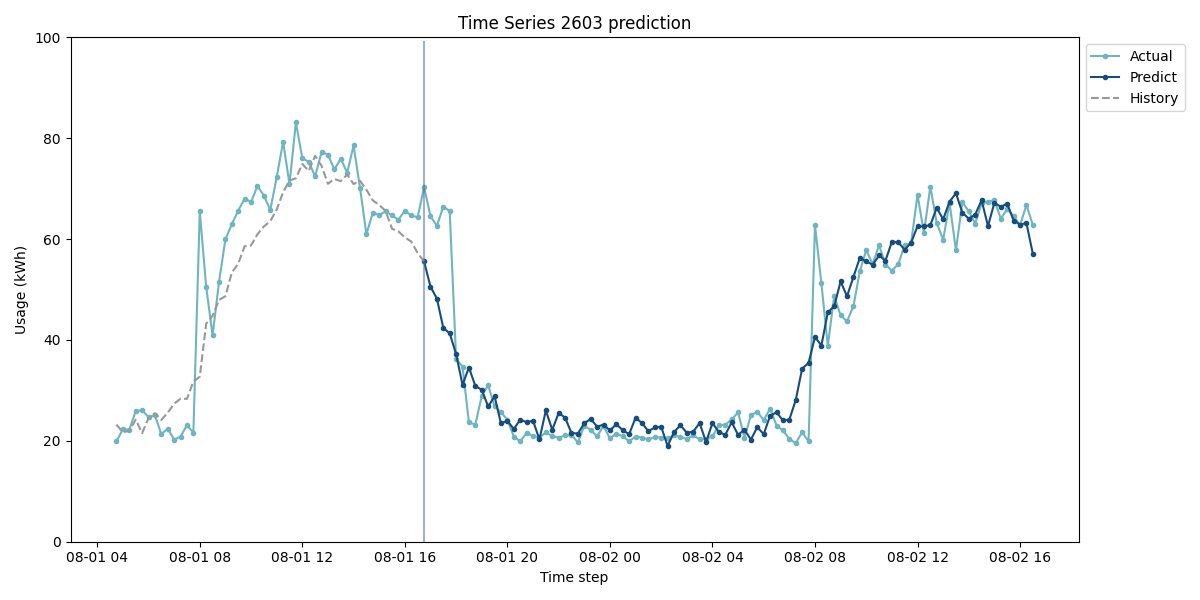 Time Series 2603 prediction
Usage (kWh)
100
80
60
40
20
0
08-01 04 08-01 08 08-01 12 08-01 16 08-01 20 08-02 00 08-02 04 08-02 08 08-02 12 08-02 16
Time step
Actual
Predict
History